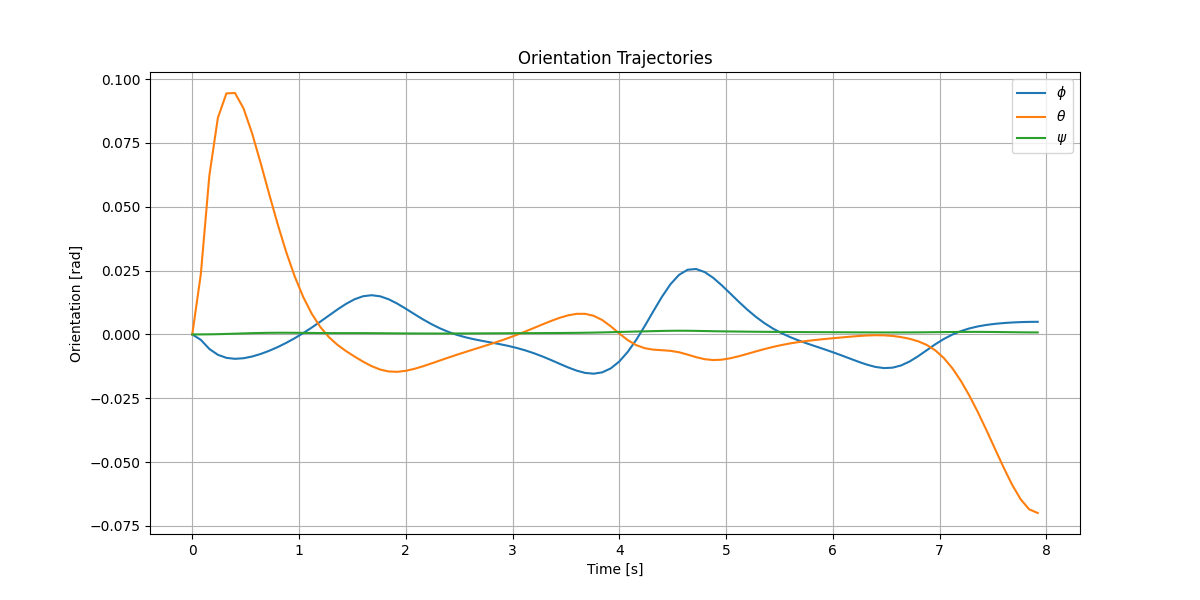 Orientation Trajectories
Orientation [rad]
0.100
0.075
0.050
0.025
0.000
−0.025
−0.050
−0.075
ϕ
θ
ψ
0 1 2 3 4 5 6 7 8
Time [s]